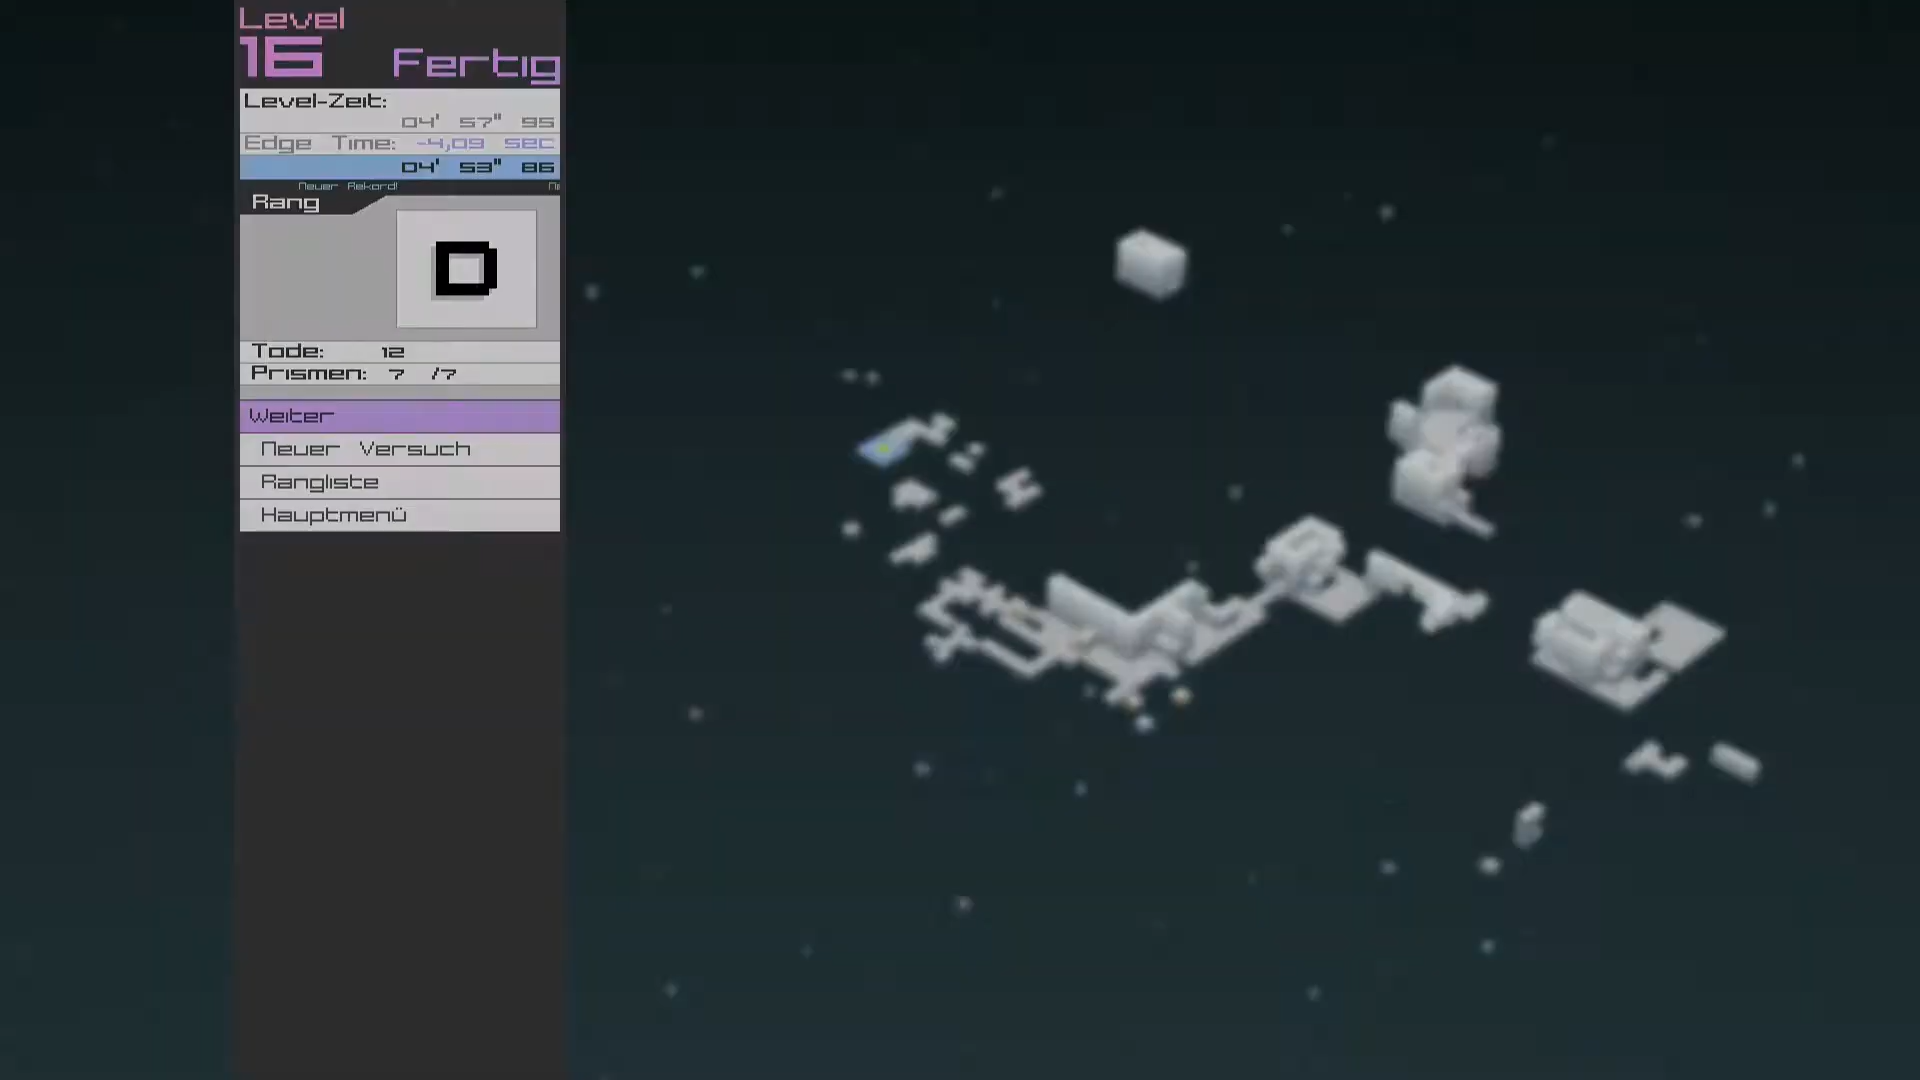 Level
16 Fertig
Level-Zeit:
04' 57" 95
Edge Time: -4,09 sec
04' 53" 86
Neuer Rekord!
Rang
D
Tode: 12
Prismen: 7 /7
Weiter
Neuer Versuch
Rangliste
Hauptmenü